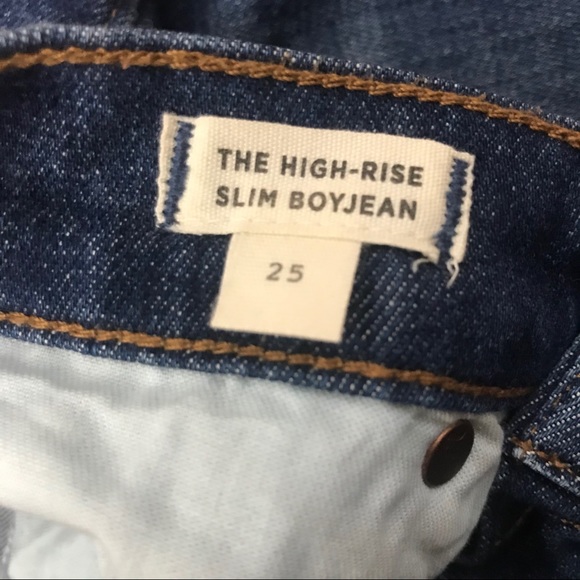 THE HIGH-RISE
SLIM BOYJEAN
25